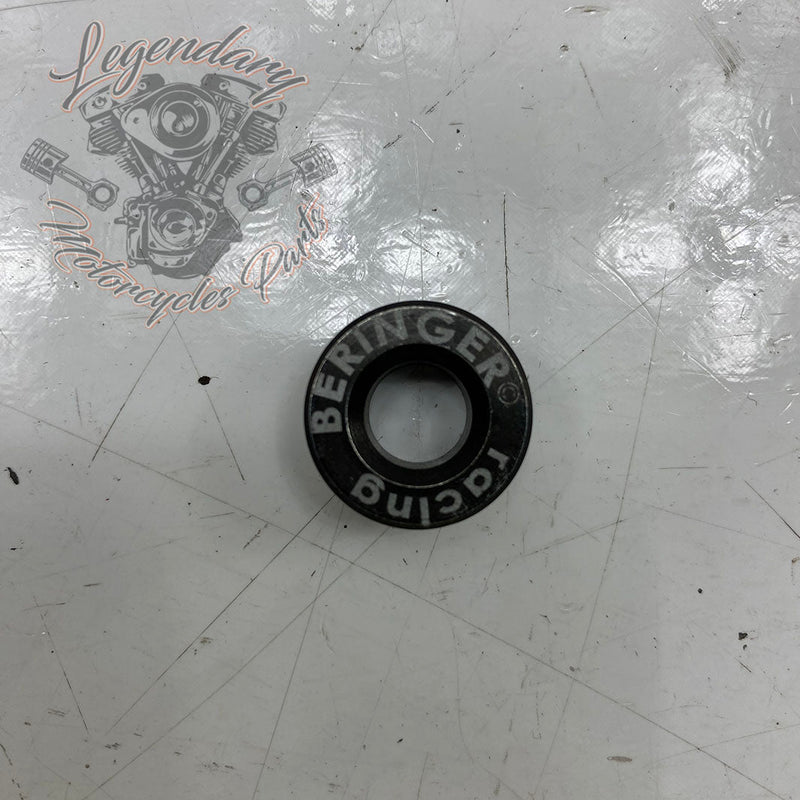 Legendary
Motorcycles Parts
BERINGER©
racing